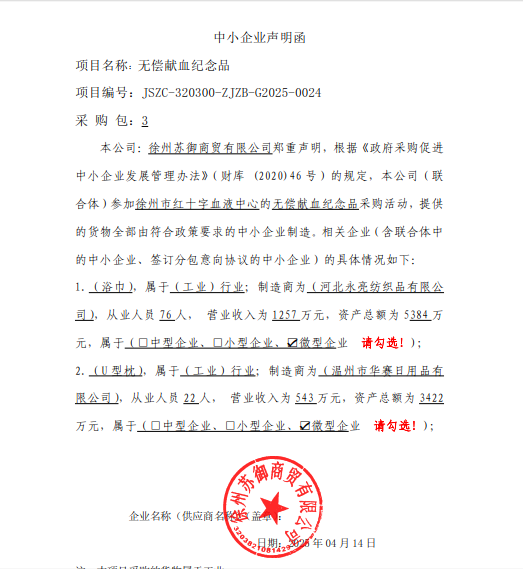 中小企业声明函
项目名称：无偿献血纪念品
项目编号：JSZC-320300-ZJZB-G2025-0024
采 购 包：3
本公司：徐州苏御商贸有限公司郑重声明，根据《政府采购促进
中小企业发展管理办法》（财库（2020）46 号）的规定，本公司（联
合体）参加徐州市红十字血液中心的无偿献血纪念品采购活动，提供
的货物全部由符合政策要求的中小企业制造。相关企业（含联合体中
的中小企业、签订分包意向协议的中小企业）的具体情况如下：
1.（浴巾），属于（工业）行业；制造商为（河北永亮纺织品有限公
司），从业人员 76 人， 营业收入为 1257 万元，资产总额为 5384 万
元，属于（□中型企业、□小型企业、☑微型企业 请勾选！）；
2.（U型枕），属于（工业）行业；制造商为（温州市华赛日用品有
限公司），从业人员 22 人， 营业收入为 543 万元，资产总额为 3422
万元，属于（□中型企业、□小型企业、☑微型企业 请勾选！）；
徐州苏御商贸有限公司
企业名称（供应商名称）（盖章）：
日期：2025 年 04 月 14 日